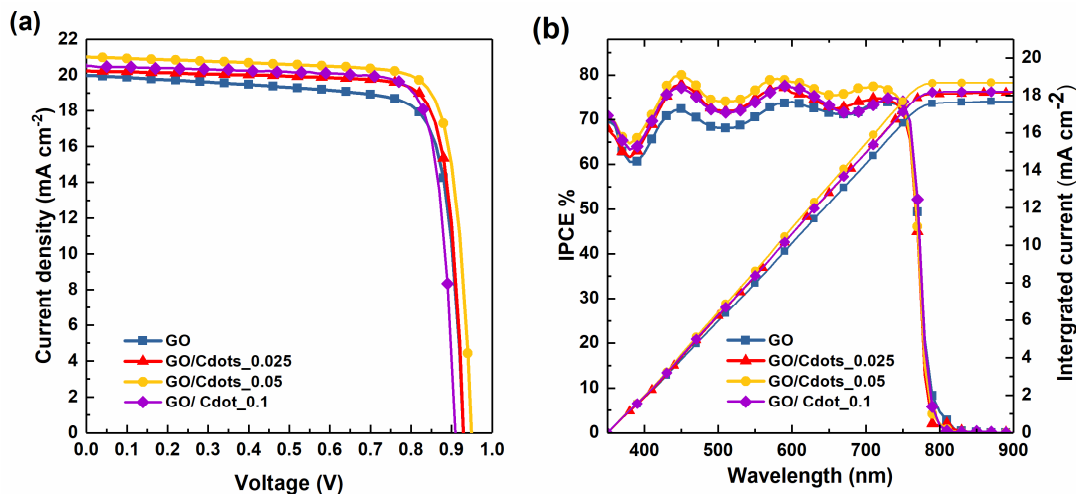 (a)
22
20
18
16
14
12
10
8
6
4
2
0
Current density (mA cm⁻²)
GO
GO/Cdots_0.025
GO/Cdots_0.05
GO/ Cdot_0.1
0.0 0.1 0.2 0.3 0.4 0.5 0.6 0.7 0.8 0.9 1.0
Voltage (V)
(b)
80
70
60
50
40
30
20
10
0
IPCE %
GO
GO/Cdots_0.025
GO/Cdots_0.05
GO/ Cdot_0.1
400 500 600 700 800 900
Wavelength (nm)
20
18
16
14
12
10
8
6
4
2
0
Intergrated current (mA cm⁻²)